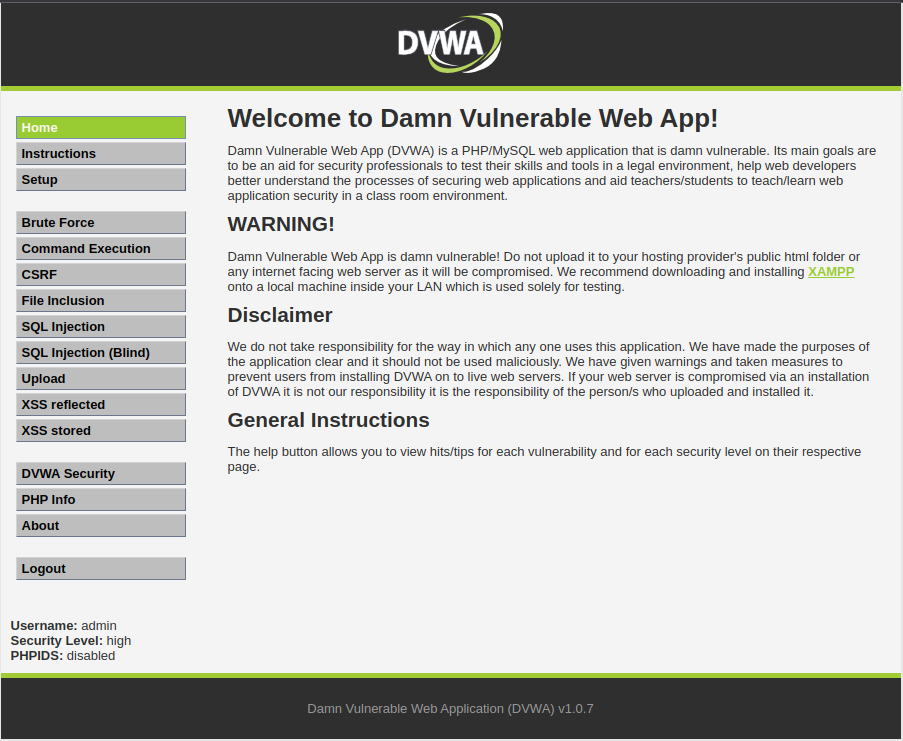 DVWA
Home
Instructions
Setup
Brute Force
Command Execution
CSRF
File Inclusion
SQL Injection
SQL Injection (Blind)
Upload
XSS reflected
XSS stored
DVWA Security
PHP Info
About
Logout
Welcome to Damn Vulnerable Web App!
Damn Vulnerable Web App (DVWA) is a PHP/MySQL web application that is damn vulnerable. Its main goals are
to be an aid for security professionals to test their skills and tools in a legal environment, help web developers
better understand the processes of securing web applications and aid teachers/students to teach/learn web
application security in a class room environment.
WARNING!
Damn Vulnerable Web App is damn vulnerable! Do not upload it to your hosting provider's public html folder or
any internet facing web server as it will be compromised. We recommend downloading and installing XAMPP
onto a local machine inside your LAN which is used solely for testing.
Disclaimer
We do not take responsibility for the way in which any one uses this application. We have made the purposes of
the application clear and it should not be used maliciously. We have given warnings and taken measures to
prevent users from installing DVWA on to live web servers. If your web server is compromised via an installation
of DVWA it is not our responsibility it is the responsibility of the person/s who uploaded and installed it.
General Instructions
The help button allows you to view hits/tips for each vulnerability and for each security level on their respective
page.
Username: admin
Security Level: high
PHPIDS: disabled
Damn Vulnerable Web Application (DVWA) v1.0.7